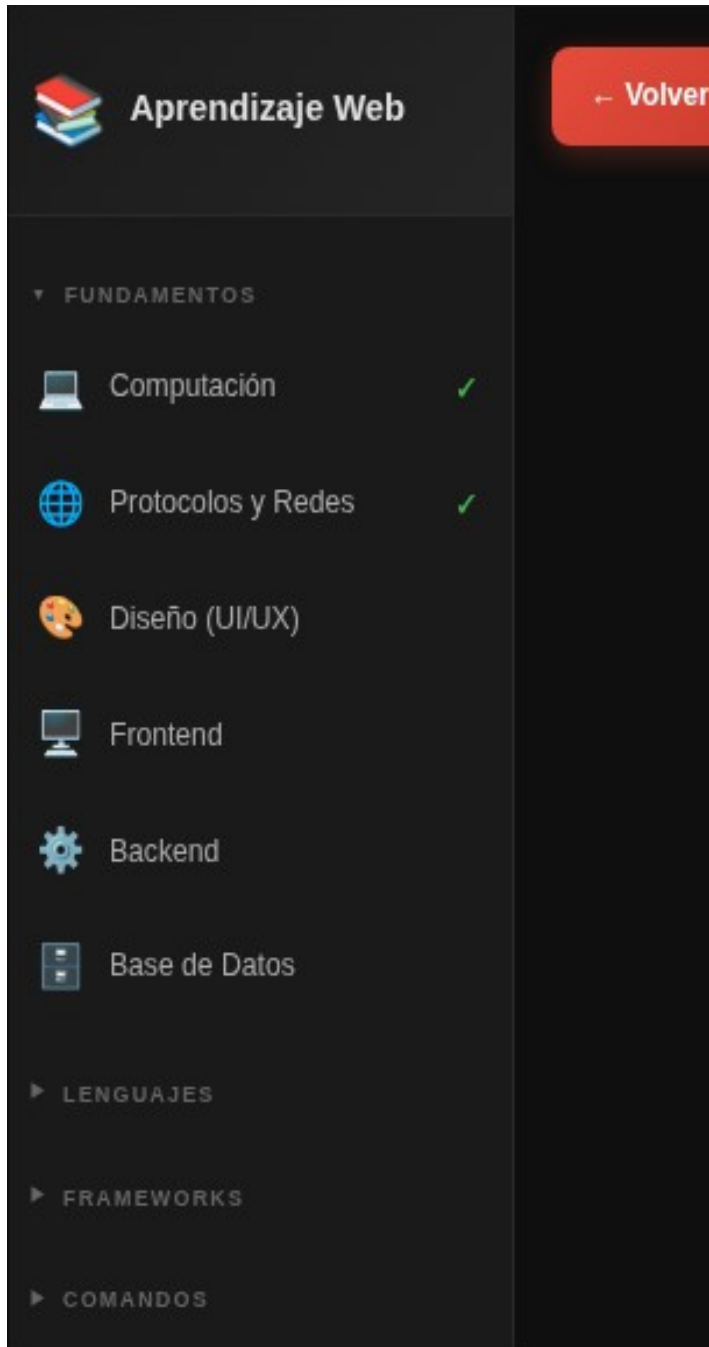 Aprendizaje Web
← Volver
▼ FUNDAMENTOS
Computación ✓
Protocolos y Redes ✓
Diseño (UI/UX)
Frontend
Backend
Base de Datos
▶ LENGUAJES
▶ FRAMEWORKS
▶ COMANDOS